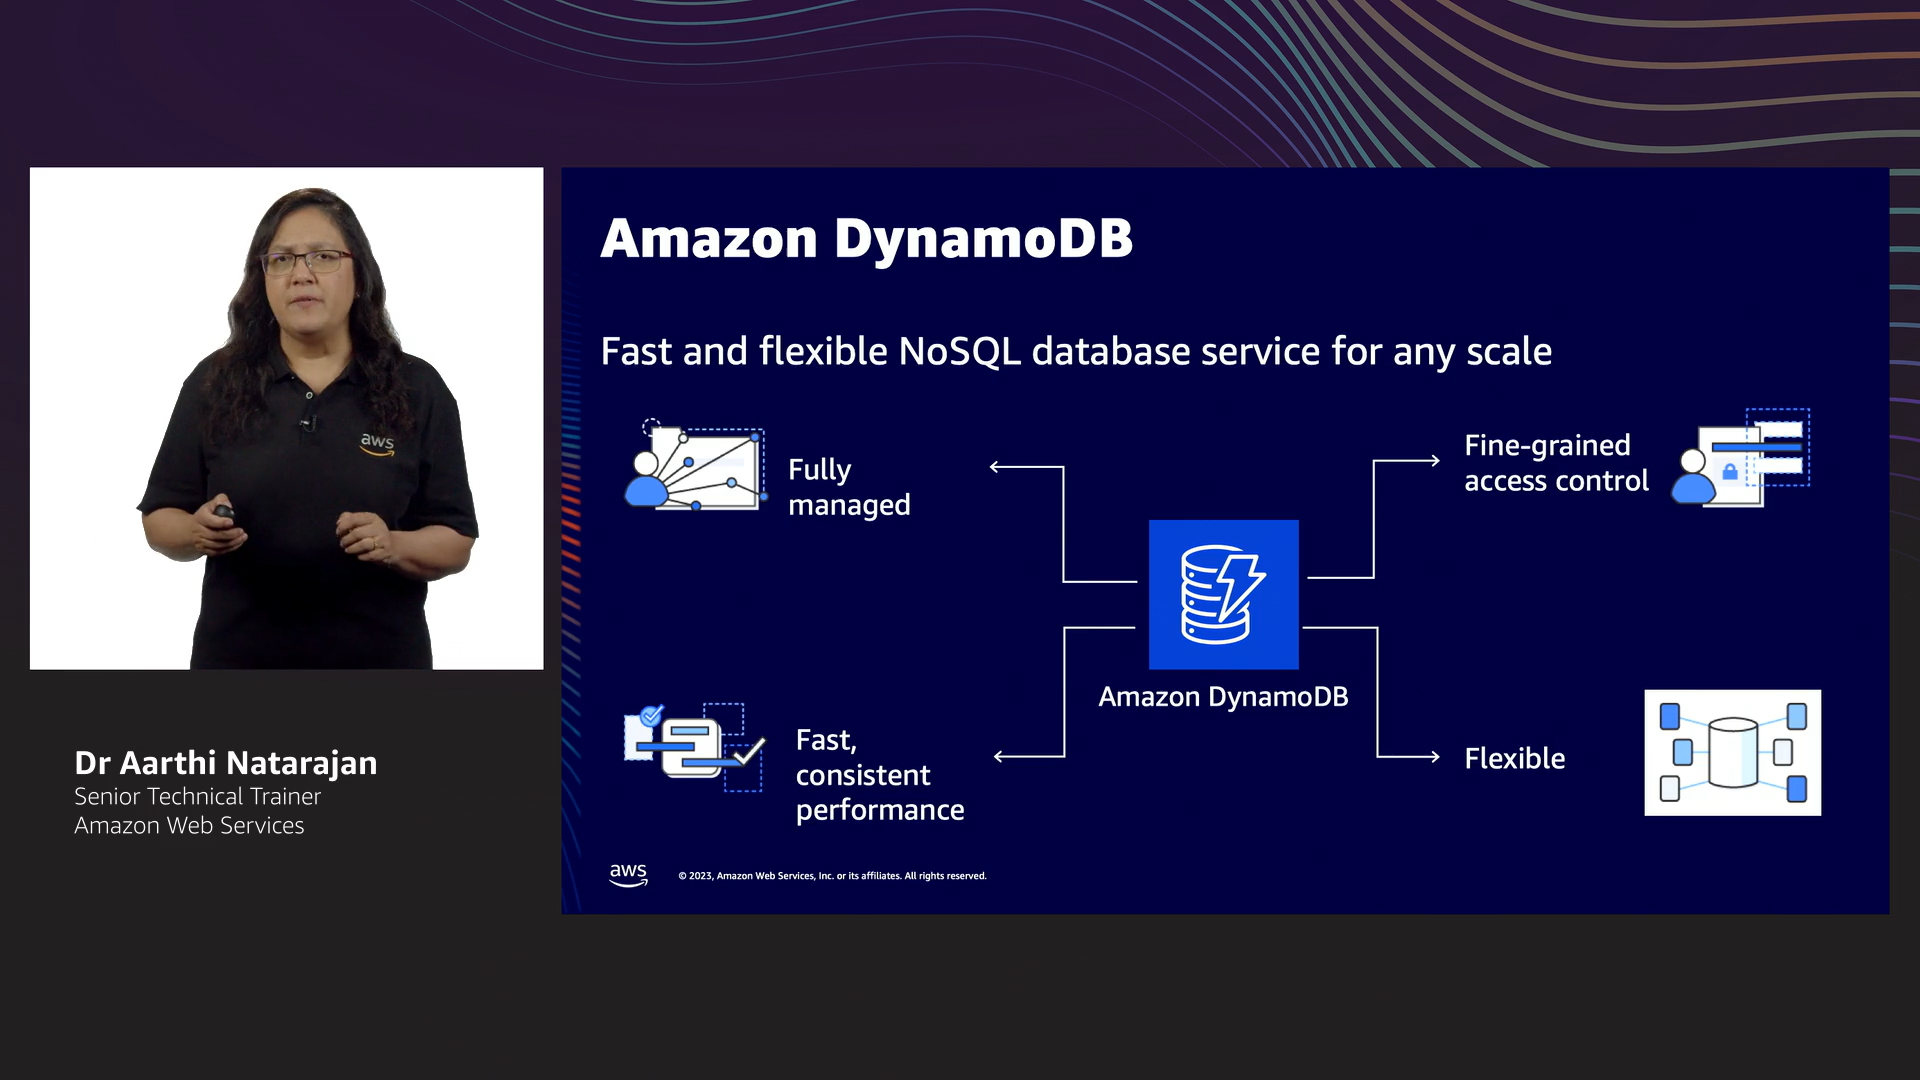 Amazon DynamoDB
Fast and flexible NoSQL database service for any scale
Fully
managed
Fine-grained
access control
Amazon DynamoDB
Fast,
consistent
performance
Flexible
aws
© 2023, Amazon Web Services, Inc. or its affiliates. All rights reserved.
aws
Dr Aarthi Natarajan
Senior Technical Trainer
Amazon Web Services